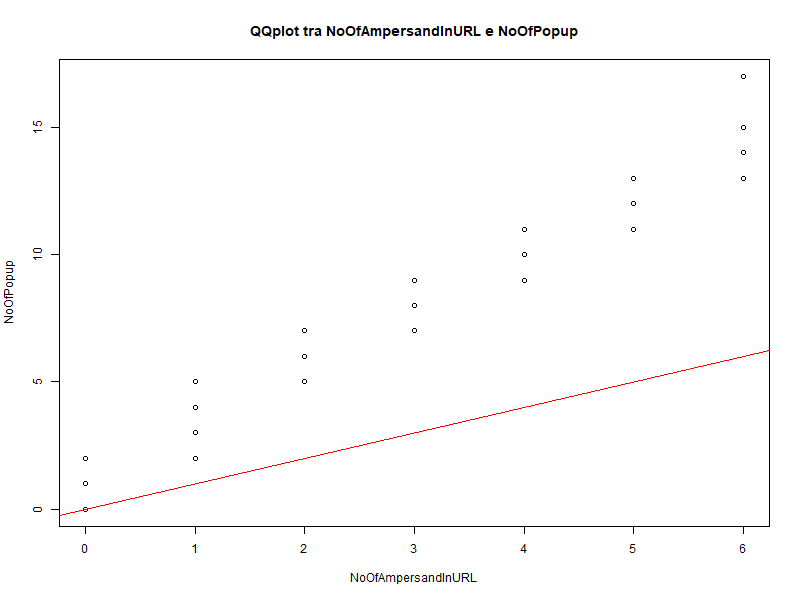 QQplot tra NoOfAmpersandInURL e NoOfPopup
15
10
5
0
NoOfPopup
0 1 2 3 4 5 6
NoOfAmpersandInURL